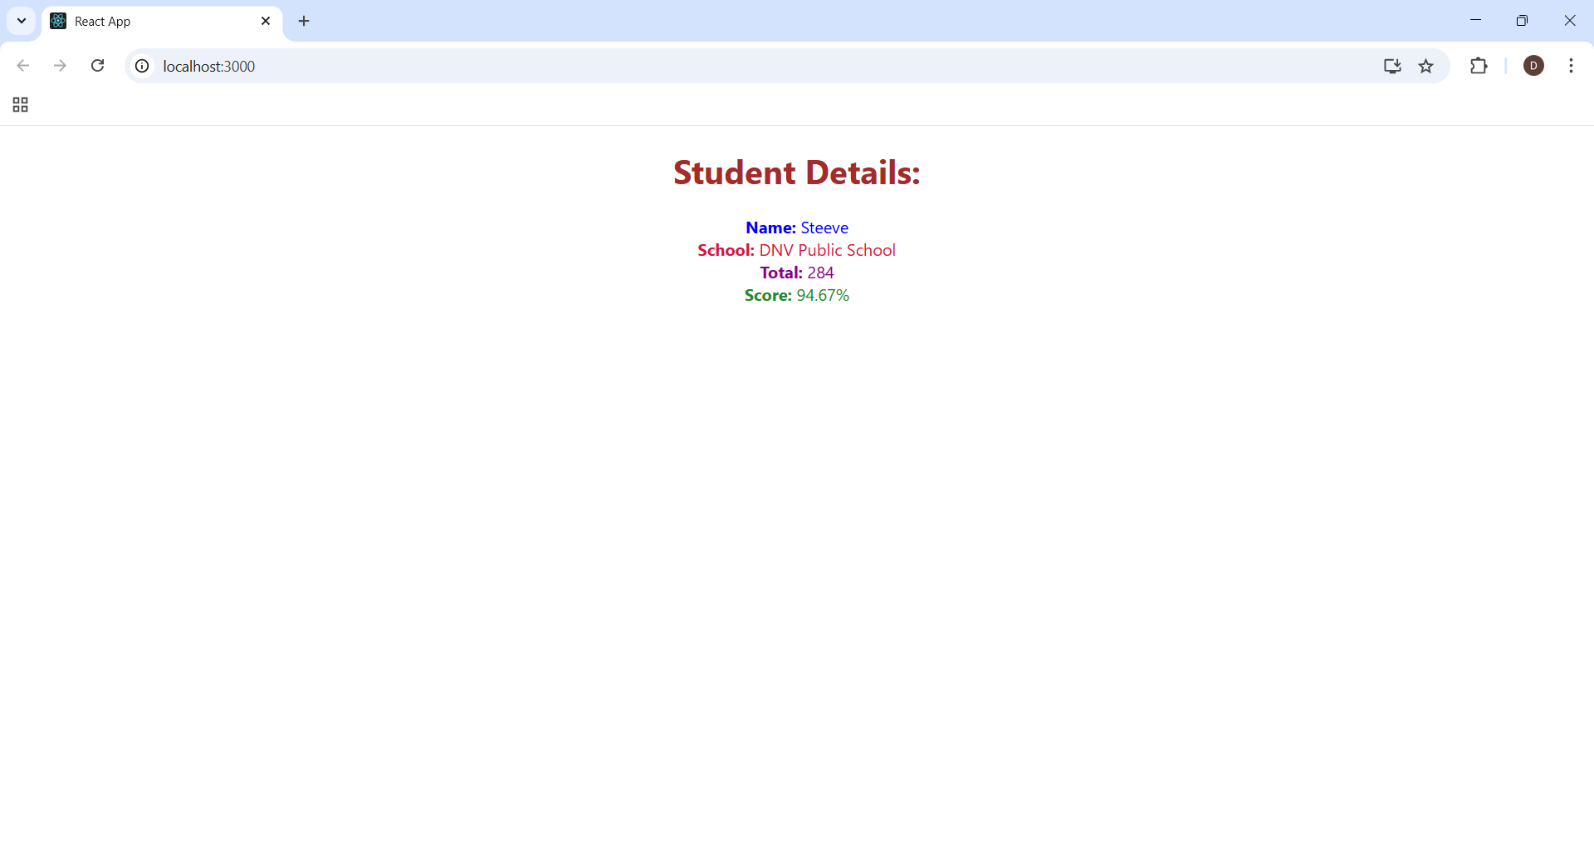 React App
localhost:3000
D
Student Details:
Name: Steeve
School: DNV Public School
Total: 284
Score: 94.67%